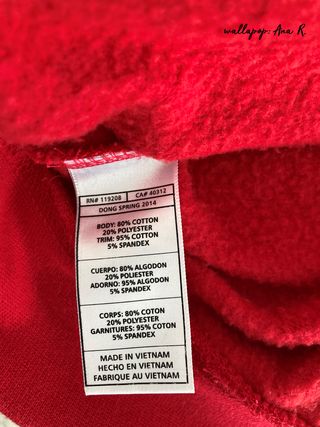 wallapop: Ana R.
RN# 119208 CA# 40312
DONG SPRING 2014
BODY: 80% COTTON
20% POLYESTER
TRIM: 95% COTTON
5% SPANDEX
CUERPO: 80% ALGODON
20% POLIESTER
ADORNO: 95% ALGODON
5% SPANDEX
CORPS: 80% COTON
20% POLYESTER
GARNITURES: 95% COTON
5% SPANDEX
MADE IN VIETNAM
HECHO EN VIETNAM
FABRIQUE AU VIETNAM